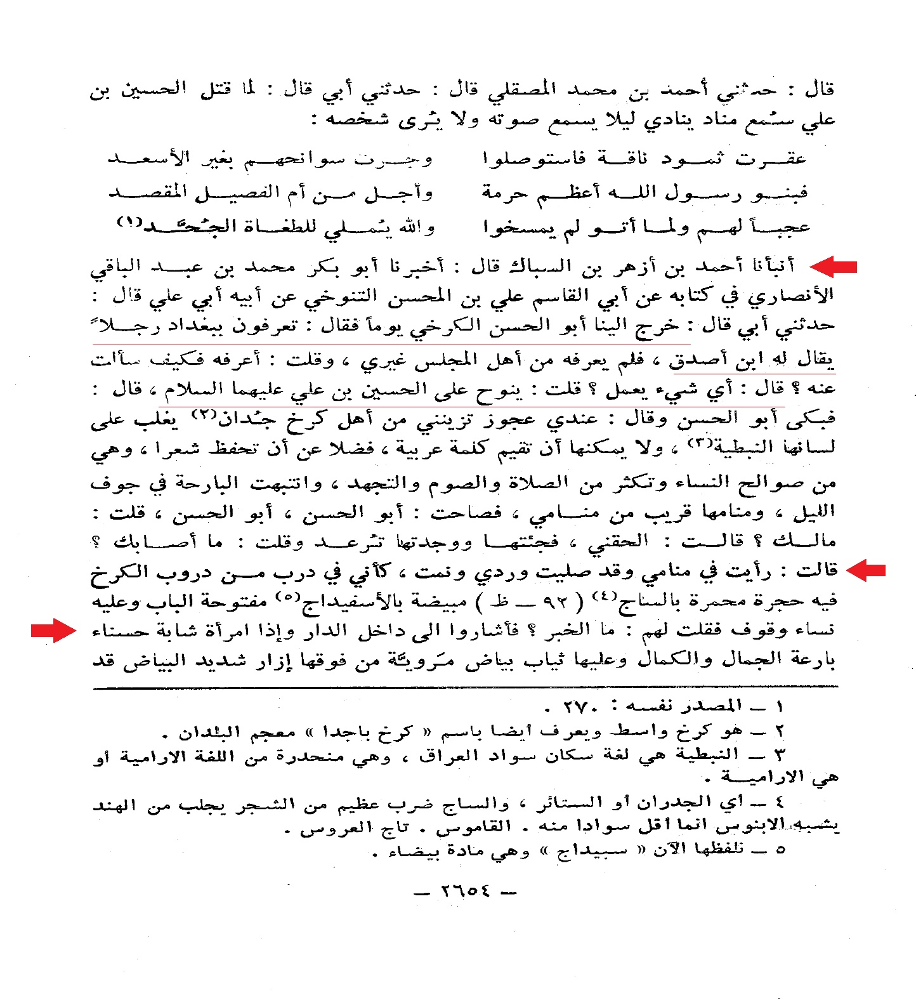 قال : حدثني أحمد بن محمد المصقلي قال : حدثني أبي قال : لما قتل الحسين بن
علي سُمع مناد ينادي ليلا يسمع صوته ولا يُرى شخصه :
عقرت ثمود ناقة فاستوصلوا وجرت سوانحهم بغير الأسعد
فبنو رسول الله أعظم حرمة وأجل من أم الفصيل المقصد
عجباً لهم ولما أتو لم يمسخوا والله يُملي للطغاة الجُحَّد(١)
أنبأنا أحمد بن أزهر بن السباك قال : أخبرنا أبو بكر محمد بن عبد الباقي
الأنصاري في كتابه عن أبي القاسم علي بن المحسن التنوخي عن أبيه أبي علي قال :
حدثني أبي قال : خرج الينا أبو الحسن الكرخي يوماً فقال : تعرفون ببغداد رجلاً
يقال له ابن أصدق ، فلم يعرفه من أهل المجلس غيري ، وقلت : أعرفه فكيف سألت
عنه ؟ قال : أي شيء يعمل ؟ قلت : ينوح على الحسين بن علي عليهما السلام ، قال :
فبكى أبو الحسن وقال : عندي عجوز تزينني من أهل كرخ جُدان(٢) يغلب على
لسانها النبطية(٣) ، ولا يمكنها أن تقيم كلمة عربية ، فضلا عن أن تحفظ شعرا ، وهي
من صوالح النساء وتكثر من الصلاة والصوم والتجهد ، وانتبهت البارحة في جوف
الليل ، ومنامها قريب من منامي ، فصاحت : أبو الحسن ، أبو الحسن ، قلت :
مالك ؟ قالت : الحقني ، فجئتها ووجدتها تُرعد وقلت : ما أصابك ؟
قالت : رأيت في منامي وقد صليت وردي ونمت ، كأني في درب من دروب الكرخ
فيه حجرة محمرة بالساج(٤) ( ٩٢ – ظ ) مبيضة بالأسفيداج(٥) مفتوحة الباب وعليه
نساء وقوف فقلت لهم : ما الخبر ؟ فأشاروا الى داخل الدار وإذا امرأة شابة حسناء
بارعة الجمال والكمال وعليها ثياب بياض مَرويَّة من فوقها إزار شديد البياض قد
١ – المصدر نفسه : ٢٧٠ .
٢ – هو كرخ واسط ويعرف أيضا باسم « كرخ باجدا » معجم البلدان .
٣ – النبطية هي لغة سكان سواد العراق ، وهي منحدرة من اللغة الارامية أو
هي الارامية .
٤ – أي الجدران أو الستائر ، والساج ضرب عظيم من الشجر يجلب من الهند
يشبه الابنوس انما أقل سوادا منه . القاموس . تاج العروس .
٥ – نلفظها الآن « سبيداج » وهي مادة بيضاء .
– ٢٦٥٤ –